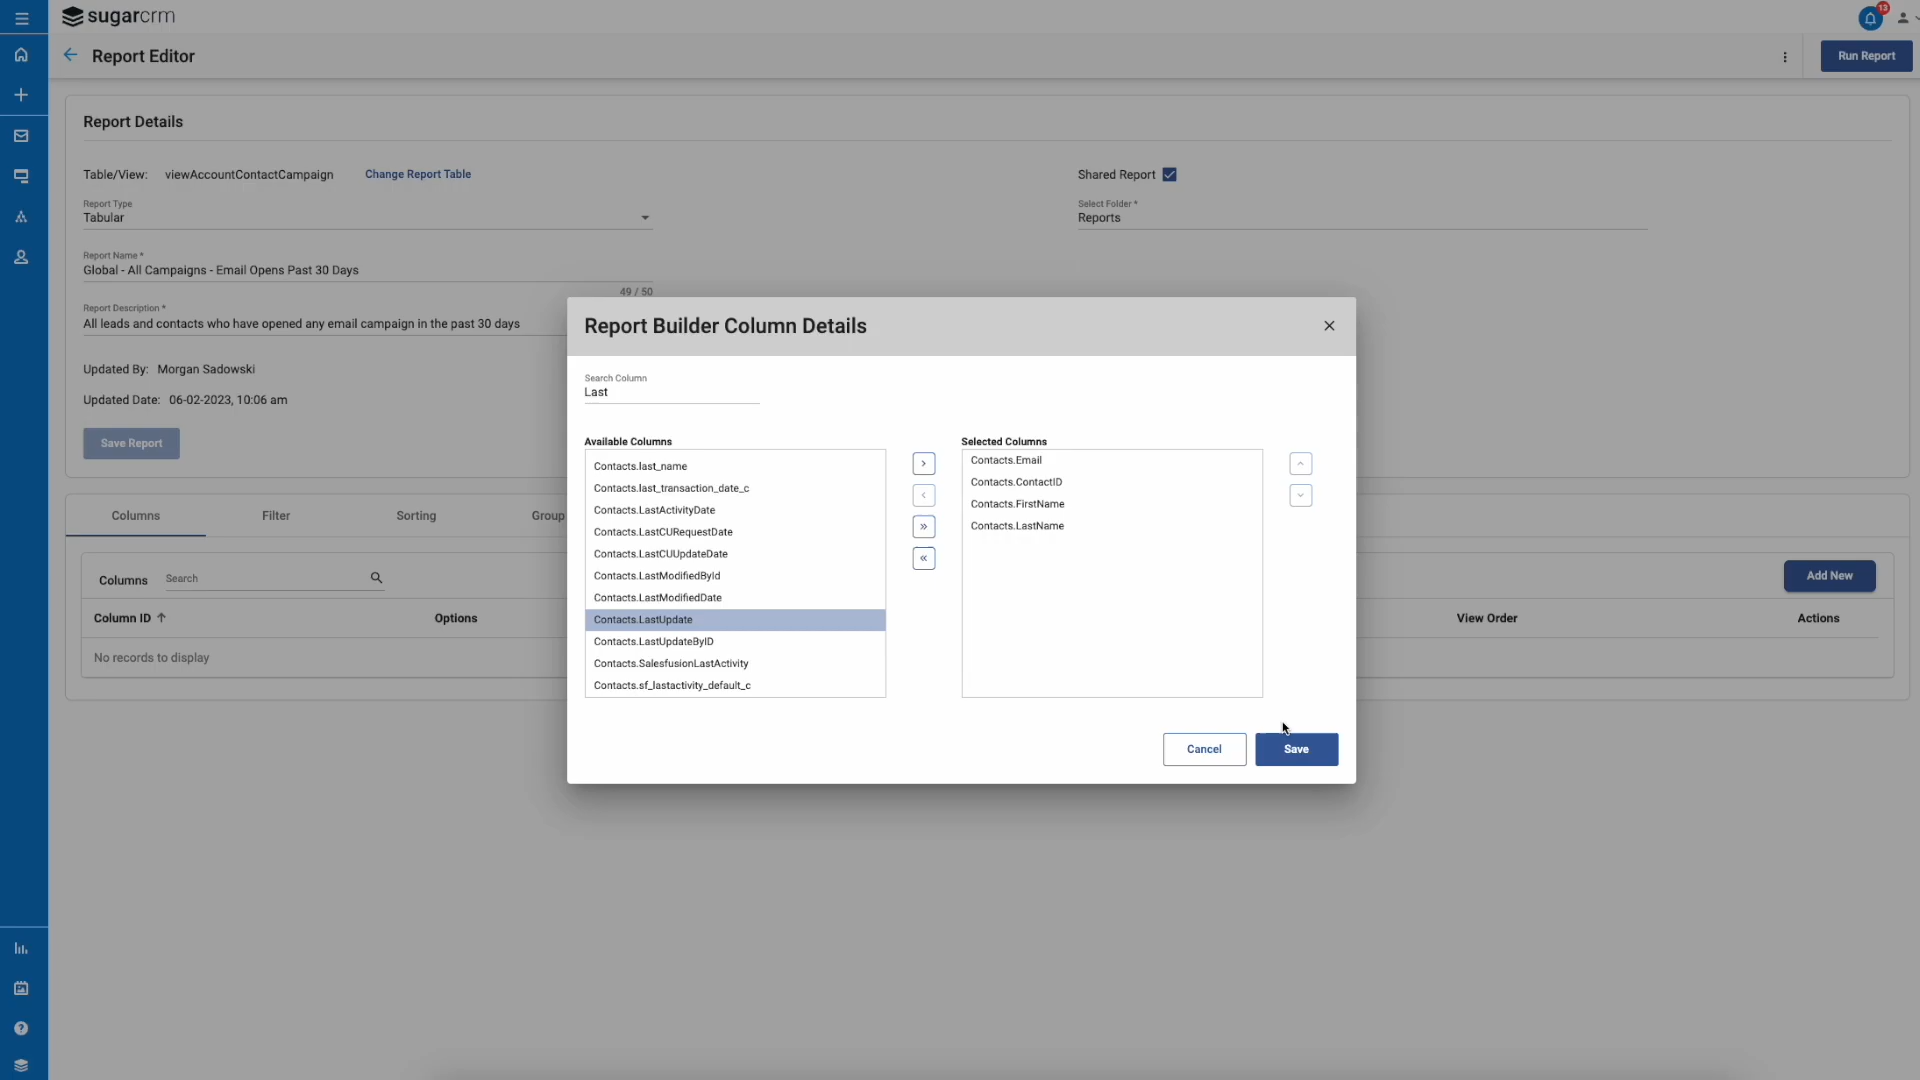 sugarcrm
13
Report Editor
Run Report
Report Details
Table/View: viewAccountContactCampaign Change Report Table
Shared Report
Report Type
Tabular
Select Folder *
Reports
Report Name *
Global - All Campaigns - Email Opens Past 30 Days
49 / 50
Report Description *
All leads and contacts who have opened any email campaign in the past 30 days
Updated By: Morgan Sadowski
Updated Date: 06-02-2023, 10:06 am
Save Report
Columns Filter Sorting Group
Columns Search
Add New
Column ID Options View Order Actions
No records to display
Report Builder Column Details
Search Column
Last
Available Columns
Contacts.last_name
Contacts.last_transaction_date_c
Contacts.LastActivityDate
Contacts.LastCURequestDate
Contacts.LastCUUpdateDate
Contacts.LastModifiedById
Contacts.LastModifiedDate
Contacts.LastUpdate
Contacts.LastUpdateByID
Contacts.SalesfusionLastActivity
Contacts.sf_lastactivity_default_c
Selected Columns
Contacts.Email
Contacts.ContactID
Contacts.FirstName
Contacts.LastName
Cancel
Save